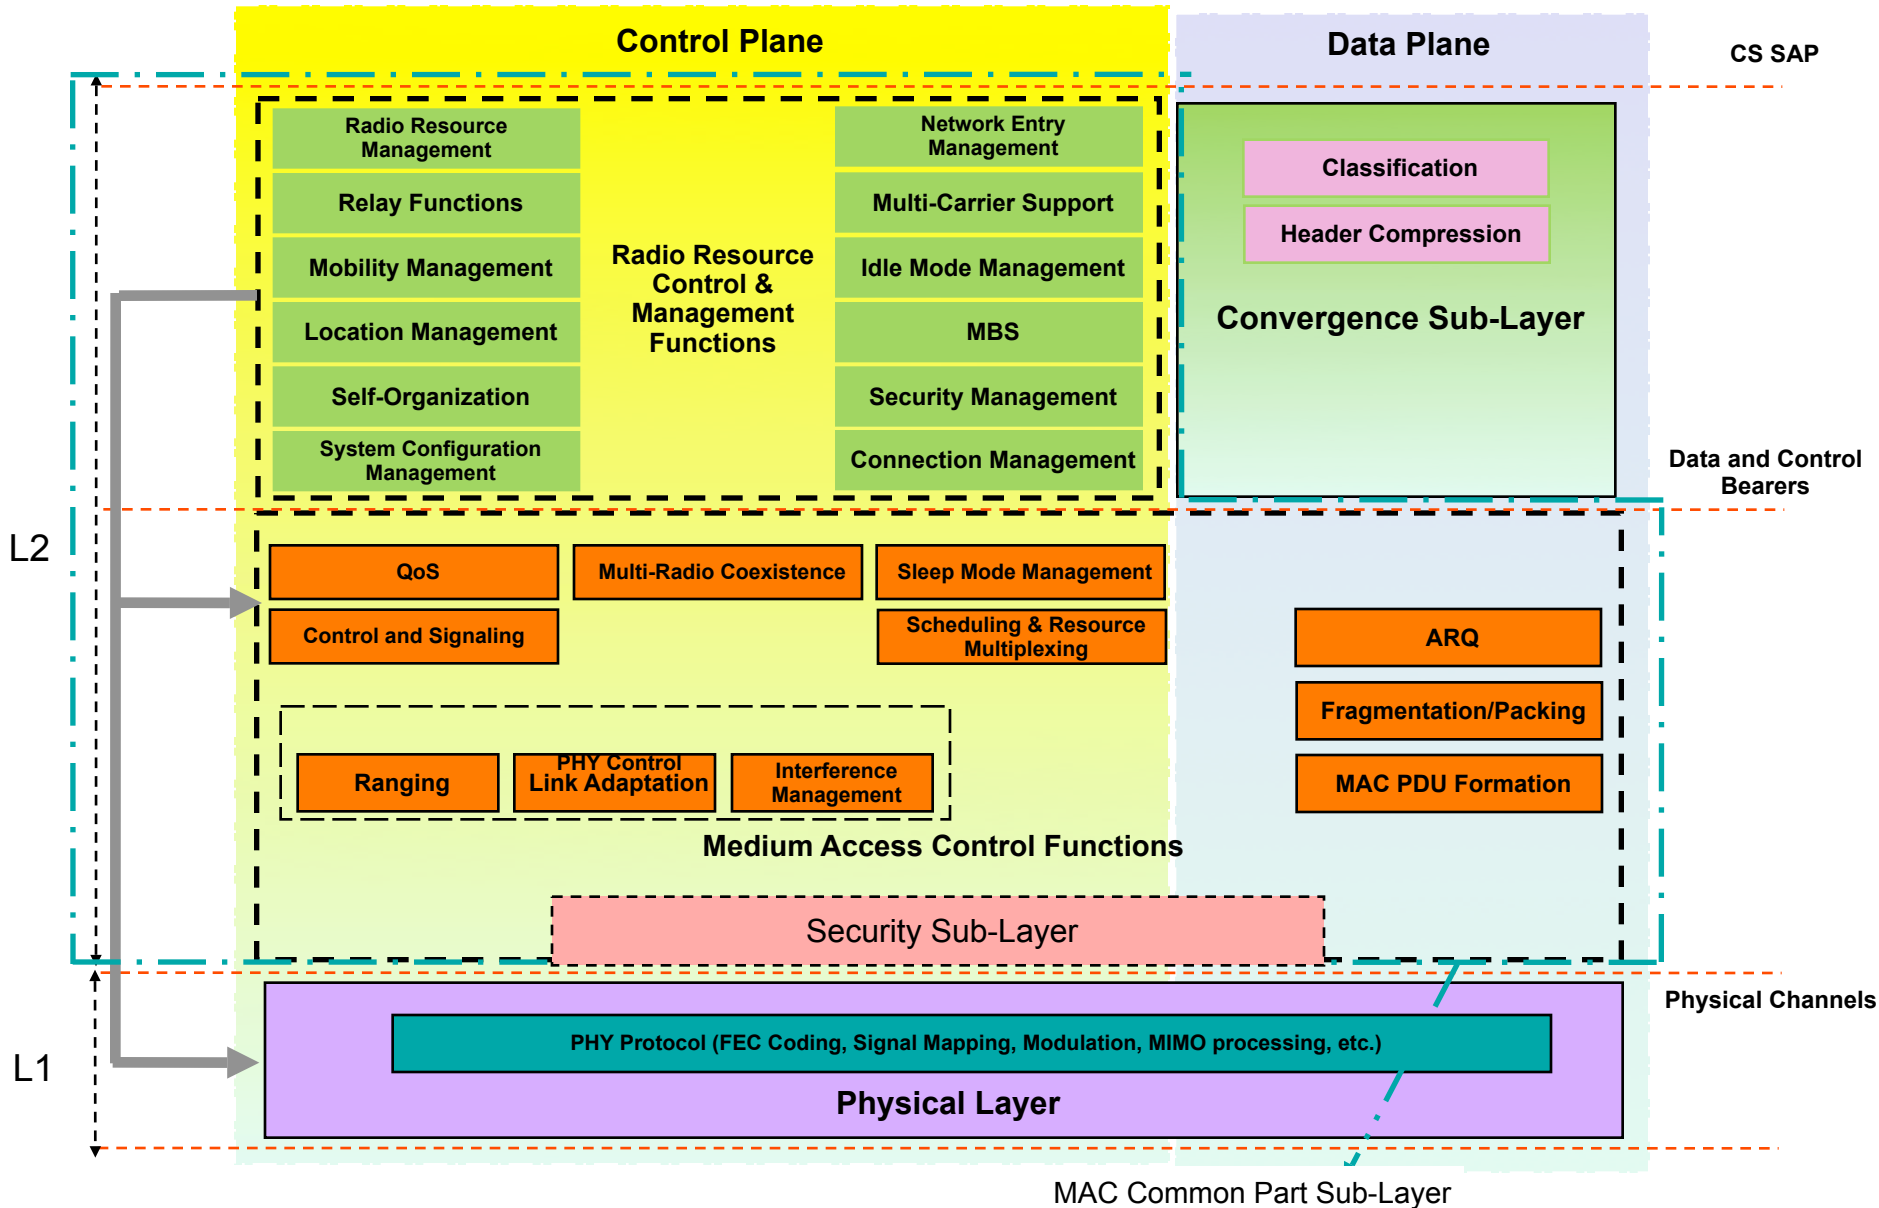 Control Plane
Data Plane
CS SAP
Radio Resource
Management
Relay Functions
Mobility Management
Location Management
Self-Organization
System Configuration
Management
Radio Resource
Control &
Management
Functions
Network Entry
Management
Multi-Carrier Support
Idle Mode Management
MBS
Security Management
Connection Management
Classification
Header Compression
Convergence Sub-Layer
Data and Control
Bearers
L2
QoS
Multi-Radio Coexistence
Sleep Mode Management
Control and Signaling
Scheduling & Resource
Multiplexing
ARQ
Fragmentation/Packing
MAC PDU Formation
Ranging
PHY Control
Link Adaptation
Interference
Management
Medium Access Control Functions
Security Sub-Layer
Physical Channels
L1
PHY Protocol (FEC Coding, Signal Mapping, Modulation, MIMO processing, etc.)
Physical Layer
MAC Common Part Sub-Layer